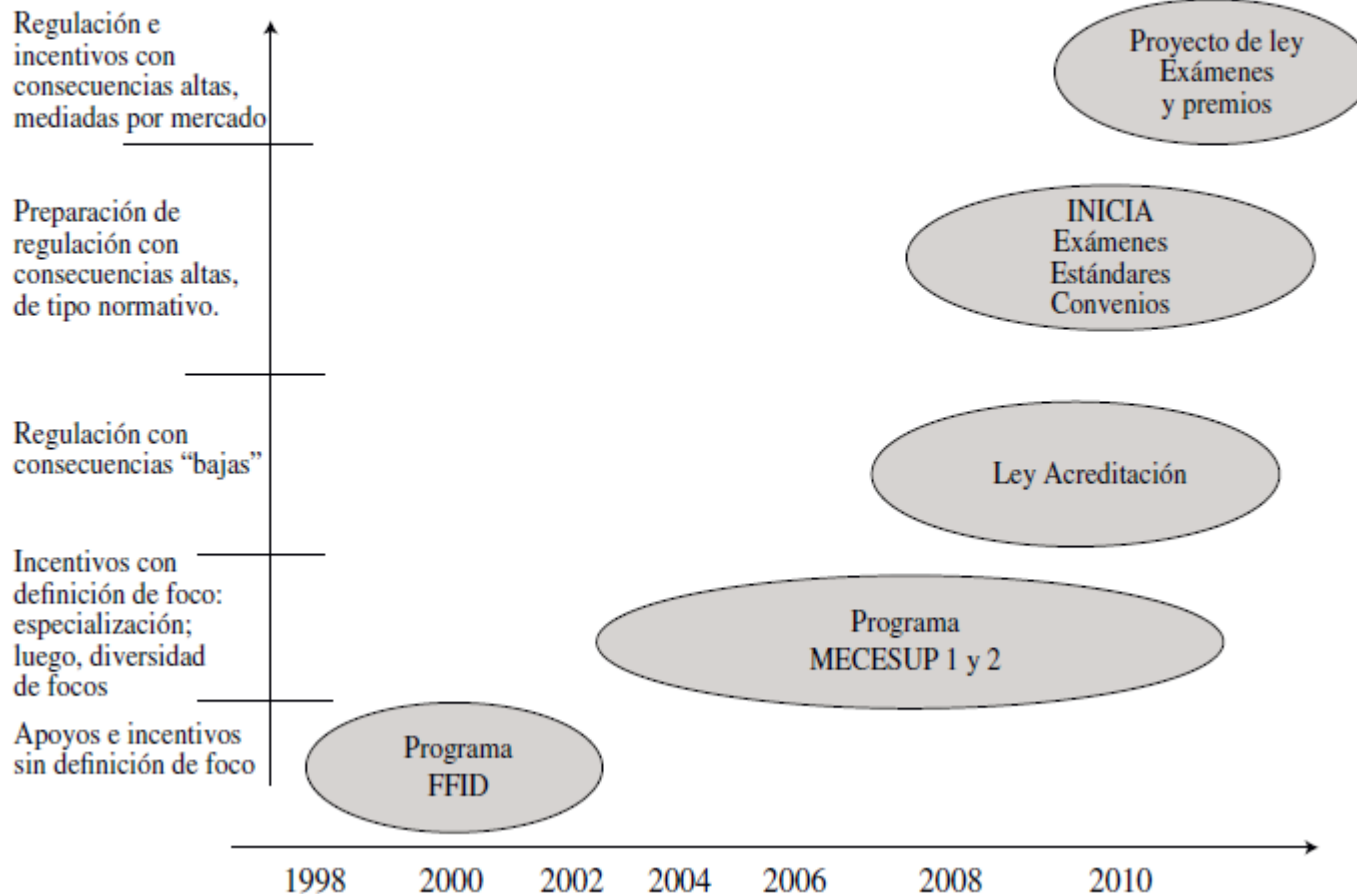 Regulación e
incentivos con
consecuencias altas,
mediadas por mercado
Proyecto de ley
Exámenes
y premios
Preparación de
regulación con
consecuencias altas,
de tipo normativo.
INICIA
Exámenes
Estándares
Convenios
Regulación con
consecuencias “bajas”
Ley Acreditación
Incentivos con
definición de foco:
especialización;
luego, diversidad
de focos
Programa
MECESUP 1 y 2
Apoyos e incentivos
sin definición de foco
Programa
FFID
1998 2000 2002 2004 2006 2008 2010